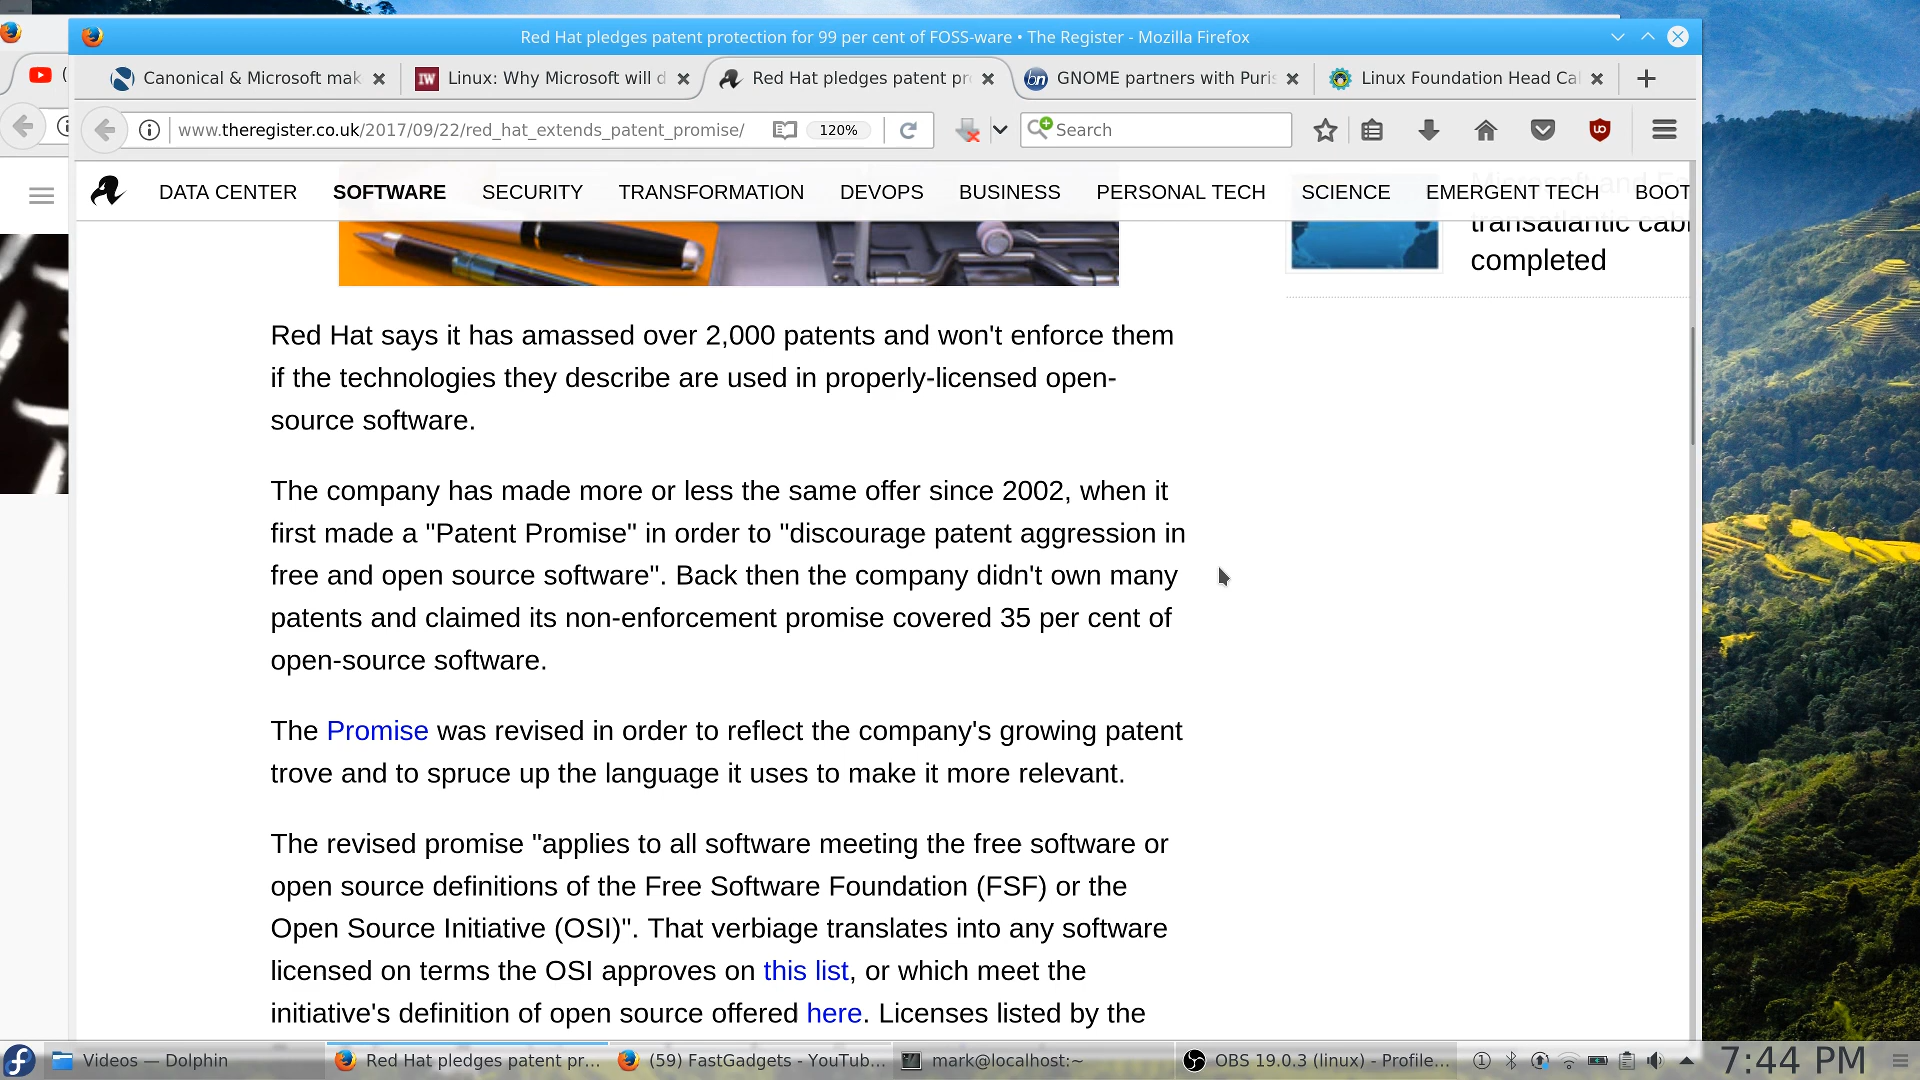 Red Hat pledges patent protection for 99 per cent of FOSS-ware • The Register - Mozilla Firefox
Canonical & Microsoft mak
Linux: Why Microsoft will d
Red Hat pledges patent pr
GNOME partners with Puris
Linux Foundation Head Cal
www.theregister.co.uk/2017/09/22/red_hat_extends_patent_promise/
120%
Search
DATA CENTER
SOFTWARE
SECURITY
TRANSFORMATION
DEVOPS
BUSINESS
PERSONAL TECH
SCIENCE
EMERGENT TECH
BOOT
Microsoft and
transatlantic cabl
completed
Red Hat says it has amassed over 2,000 patents and won't enforce them
if the technologies they describe are used in properly-licensed open-
source software.
The company has made more or less the same offer since 2002, when it
first made a "Patent Promise" in order to "discourage patent aggression in
free and open source software". Back then the company didn't own many
patents and claimed its non-enforcement promise covered 35 per cent of
open-source software.
The Promise was revised in order to reflect the company's growing patent
trove and to spruce up the language it uses to make it more relevant.
The revised promise "applies to all software meeting the free software or
open source definitions of the Free Software Foundation (FSF) or the
Open Source Initiative (OSI)". That verbiage translates into any software
licensed on terms the OSI approves on this list, or which meet the
initiative's definition of open source offered here. Licenses listed by the
Videos — Dolphin
Red Hat pledges patent pr...
(59) FastGadgets - YouTub...
mark@localhost:~
OBS 19.0.3 (linux) - Profile...
7:44 PM